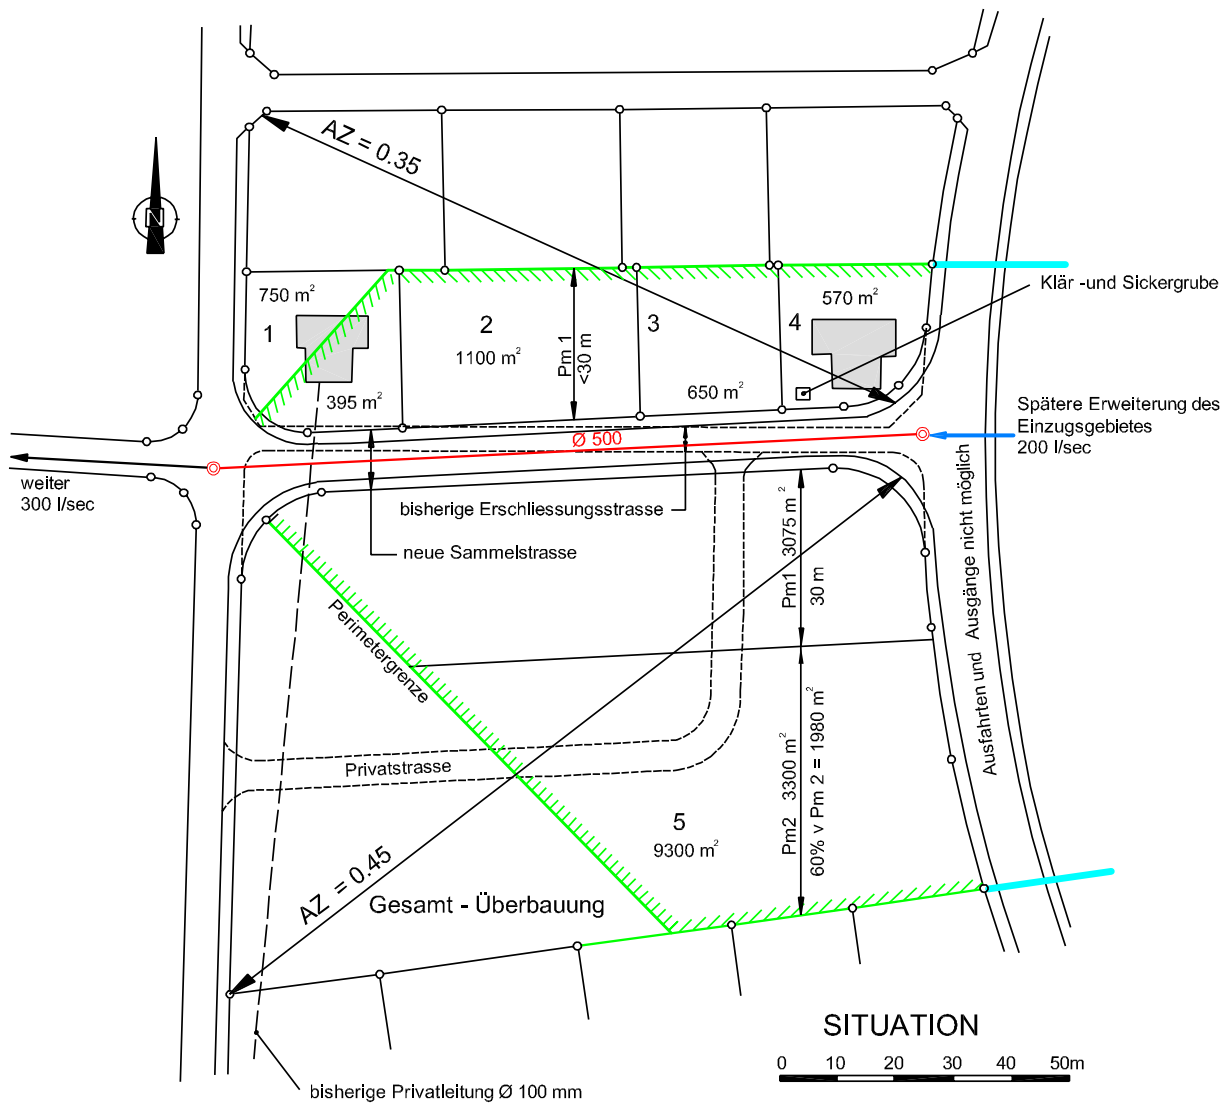 AZ = 0.35
N
Klär -und Sickergrube
750 m²
1
2
1100 m²
Pm 1
<30 m
3
570 m²
4
650 m²
395 m²
Ø 500
Spätere Erweiterung des
Einzugsgebietes
200 l/sec
weiter
300 l/sec
bisherige Erschliessungsstrasse
neue Sammelstrasse
Pm1 3075 m²
30 m
Ausfahrten und Ausgänge nicht möglich
Perimetergrenze
Privatstrasse
Pm2 3300 m²
60% v Pm 2 = 1980 m²
5
9300 m²
AZ = 0.45
Gesamt - Überbauung
SITUATION
0 10 20 30 40 50m
bisherige Privatleitung Ø 100 mm